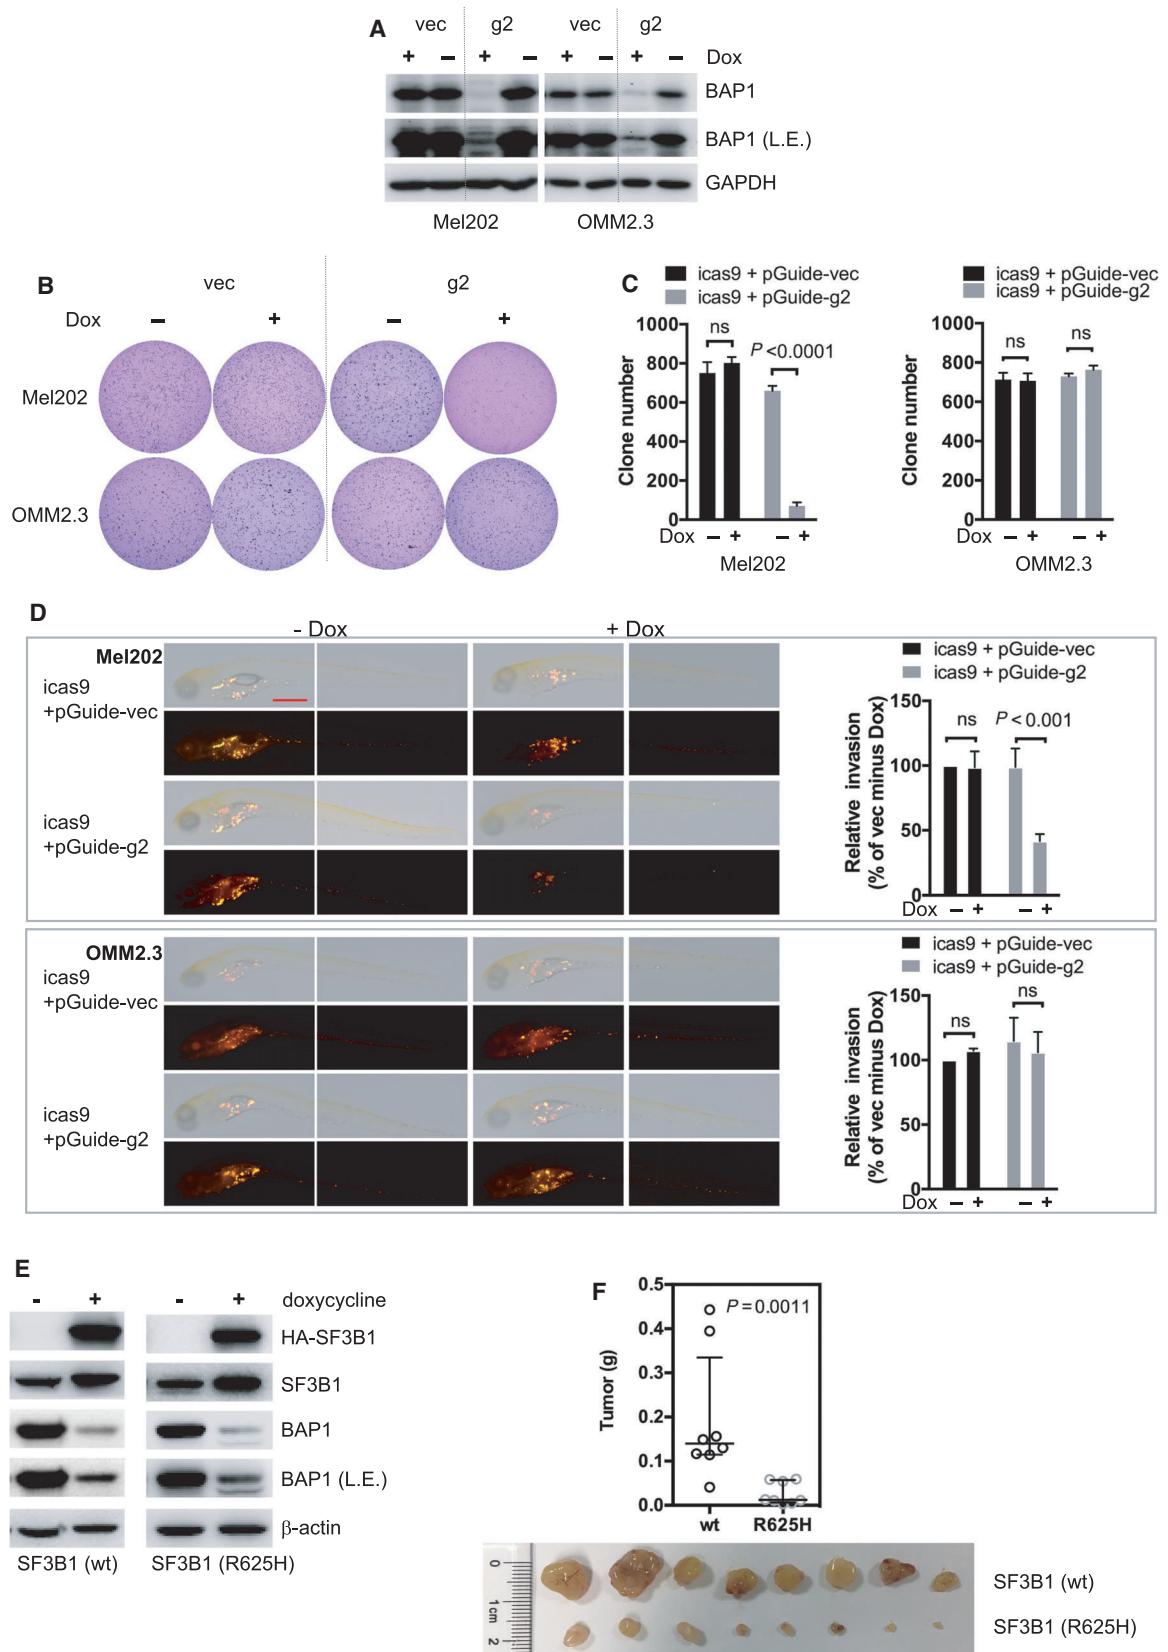 A
vec g2 vec g2
+ – + – + – + – Dox
BAP1
BAP1 (L.E.)
GAPDH
Mel202 OMM2.3
B
vec g2
Dox – + – +
Mel202
OMM2.3
C
icas9 + pGuide-vec
icas9 + pGuide-g2
Clone number
1000
800
600
400
200
0
ns
P <0.0001
Dox – + – +
Mel202
icas9 + pGuide-vec
icas9 + pGuide-g2
Clone number
1000
800
600
400
200
0
ns
ns
Dox – + – +
OMM2.3
D
- Dox + Dox
Mel202
icas9
+pGuide-vec
icas9
+pGuide-g2
icas9 + pGuide-vec
icas9 + pGuide-g2
Relative invasion
(% of vec minus Dox)
150
100
50
0
ns
P < 0.001
Dox – + – +
OMM2.3
icas9
+pGuide-vec
icas9
+pGuide-g2
icas9 + pGuide-vec
icas9 + pGuide-g2
Relative invasion
(% of vec minus Dox)
150
100
50
0
ns
ns
Dox – + – +
E
- + - + doxycycline
HA-SF3B1
SF3B1
BAP1
BAP1 (L.E.)
β-actin
SF3B1 (wt) SF3B1 (R625H)
F
Tumor (g)
0.5
0.4
0.3
0.2
0.1
0.0
P = 0.0011
wt R625H
0
1cm
2
SF3B1 (wt)
SF3B1 (R625H)